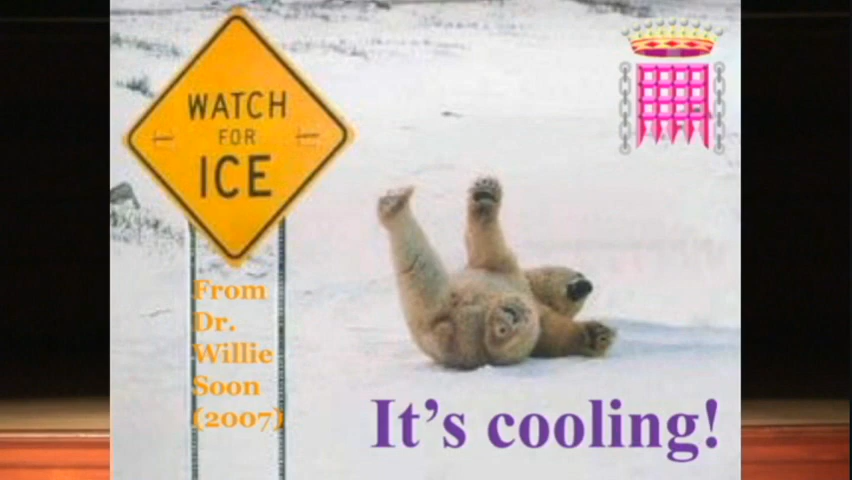 WATCH
FOR
ICE
From
Dr.
Willie
Soon
(2007)
It's cooling!